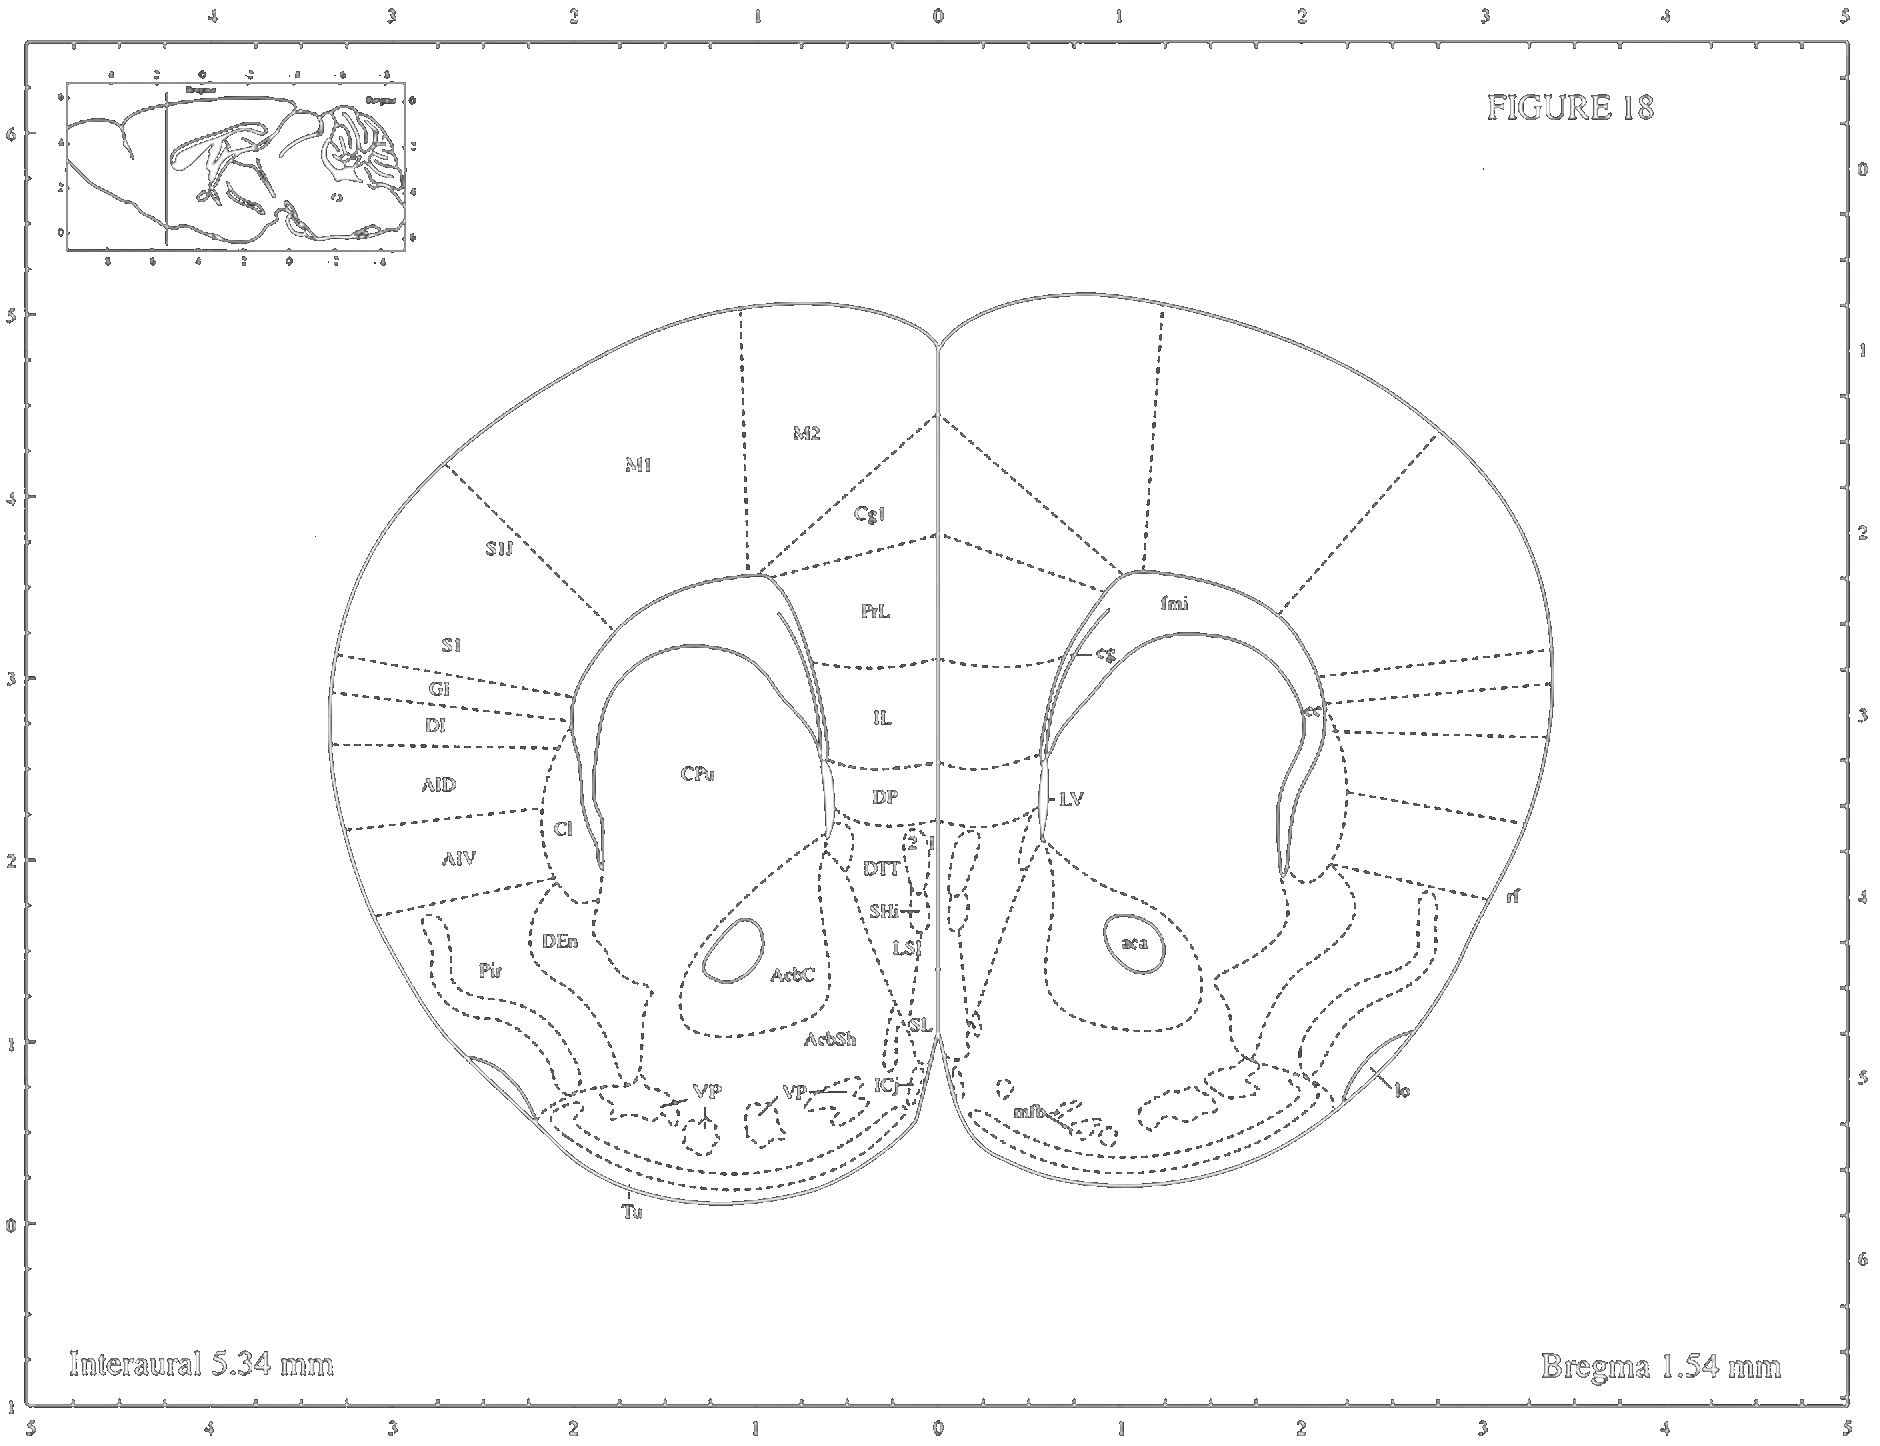 4 2 1 0 1 2 3 4 5
FIGURE 18
Bregma
Bregma
6
5
4
3
2
1
0
1
0
1
2
3
4
5
6
M2
M1
Cg1
S1J
PrL
fmi
S1
cg
GI
DI
IL
cc
CPu
AID
DP
LV
Cl
2 1
AIV
DTT
rf
SHi
DEn
LSI
aca
Pir
AcbC
SL
AcbSh
VP
VP
ICj
mfb
lo
Tu
Interaural 5.34 mm
Bregma 1.54 mm
5 4 3 2 1 0 1 2 3 4 5